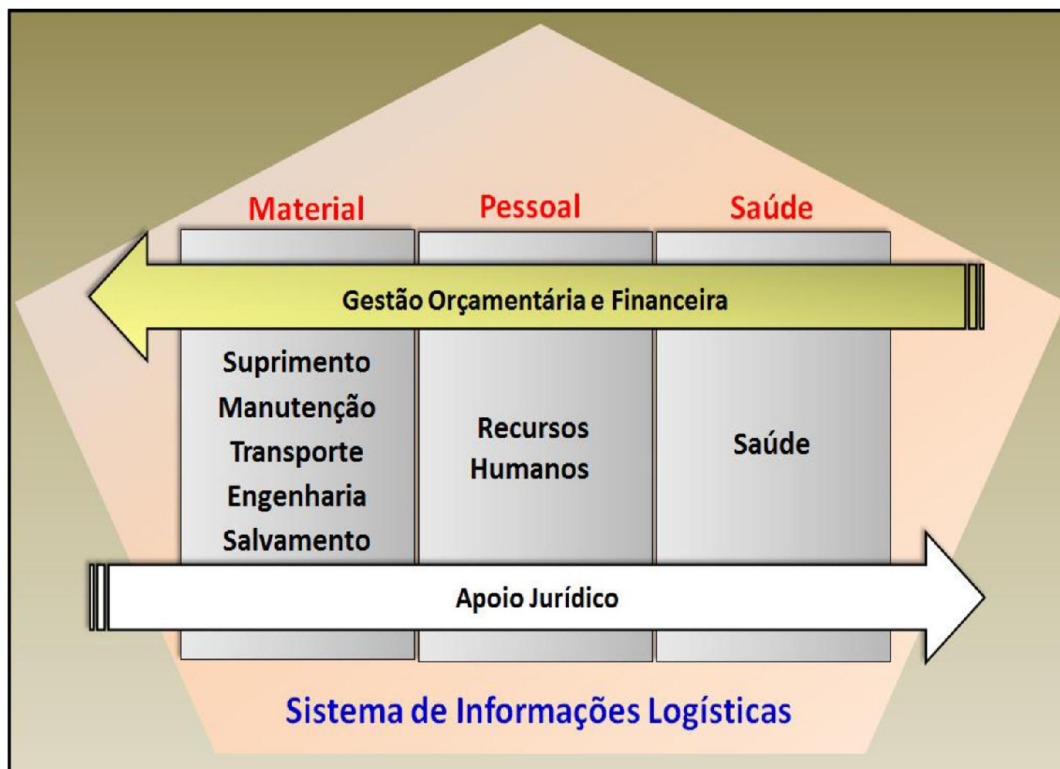 Material
Pessoal
Saúde
Gestão Orçamentária e Financeira
Suprimento
Manutenção
Transporte
Engenharia
Salvamento
Recursos
Humanos
Saúde
Apoio Jurídico
Sistema de Informações Logísticas